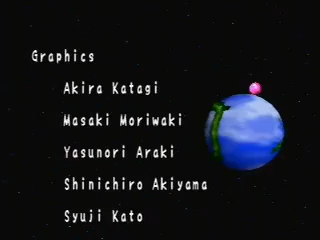 Graphics
Akira Katagi
Masaki Moriwaki
Yasunori Araki
Shinichiro Akiyama
Syuji Kato